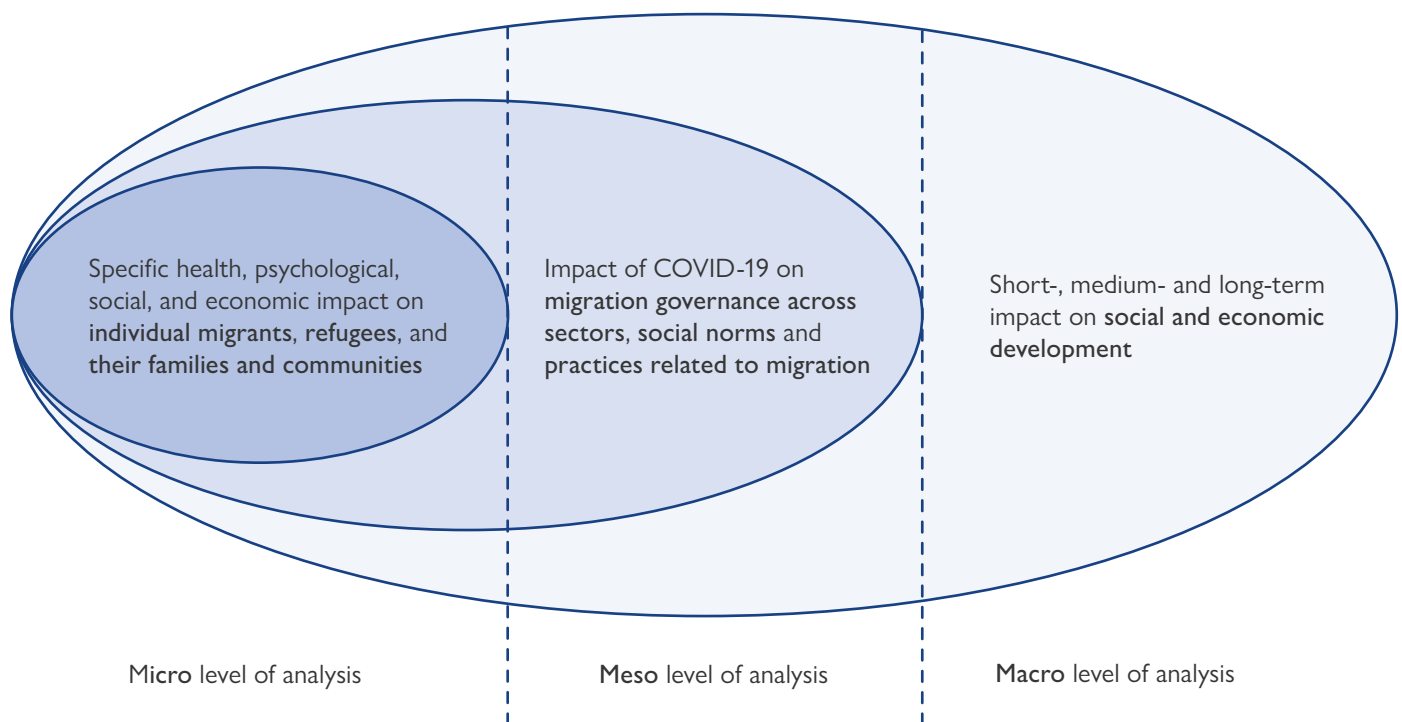 Specific health, psychological,
social, and economic impact on
individual migrants, refugees, and
their families and communities
Impact of COVID-19 on
migration governance across
sectors, social norms and
practices related to migration
Short-, medium- and long-term
impact on social and economic
development
Micro level of analysis
Meso level of analysis
Macro level of analysis